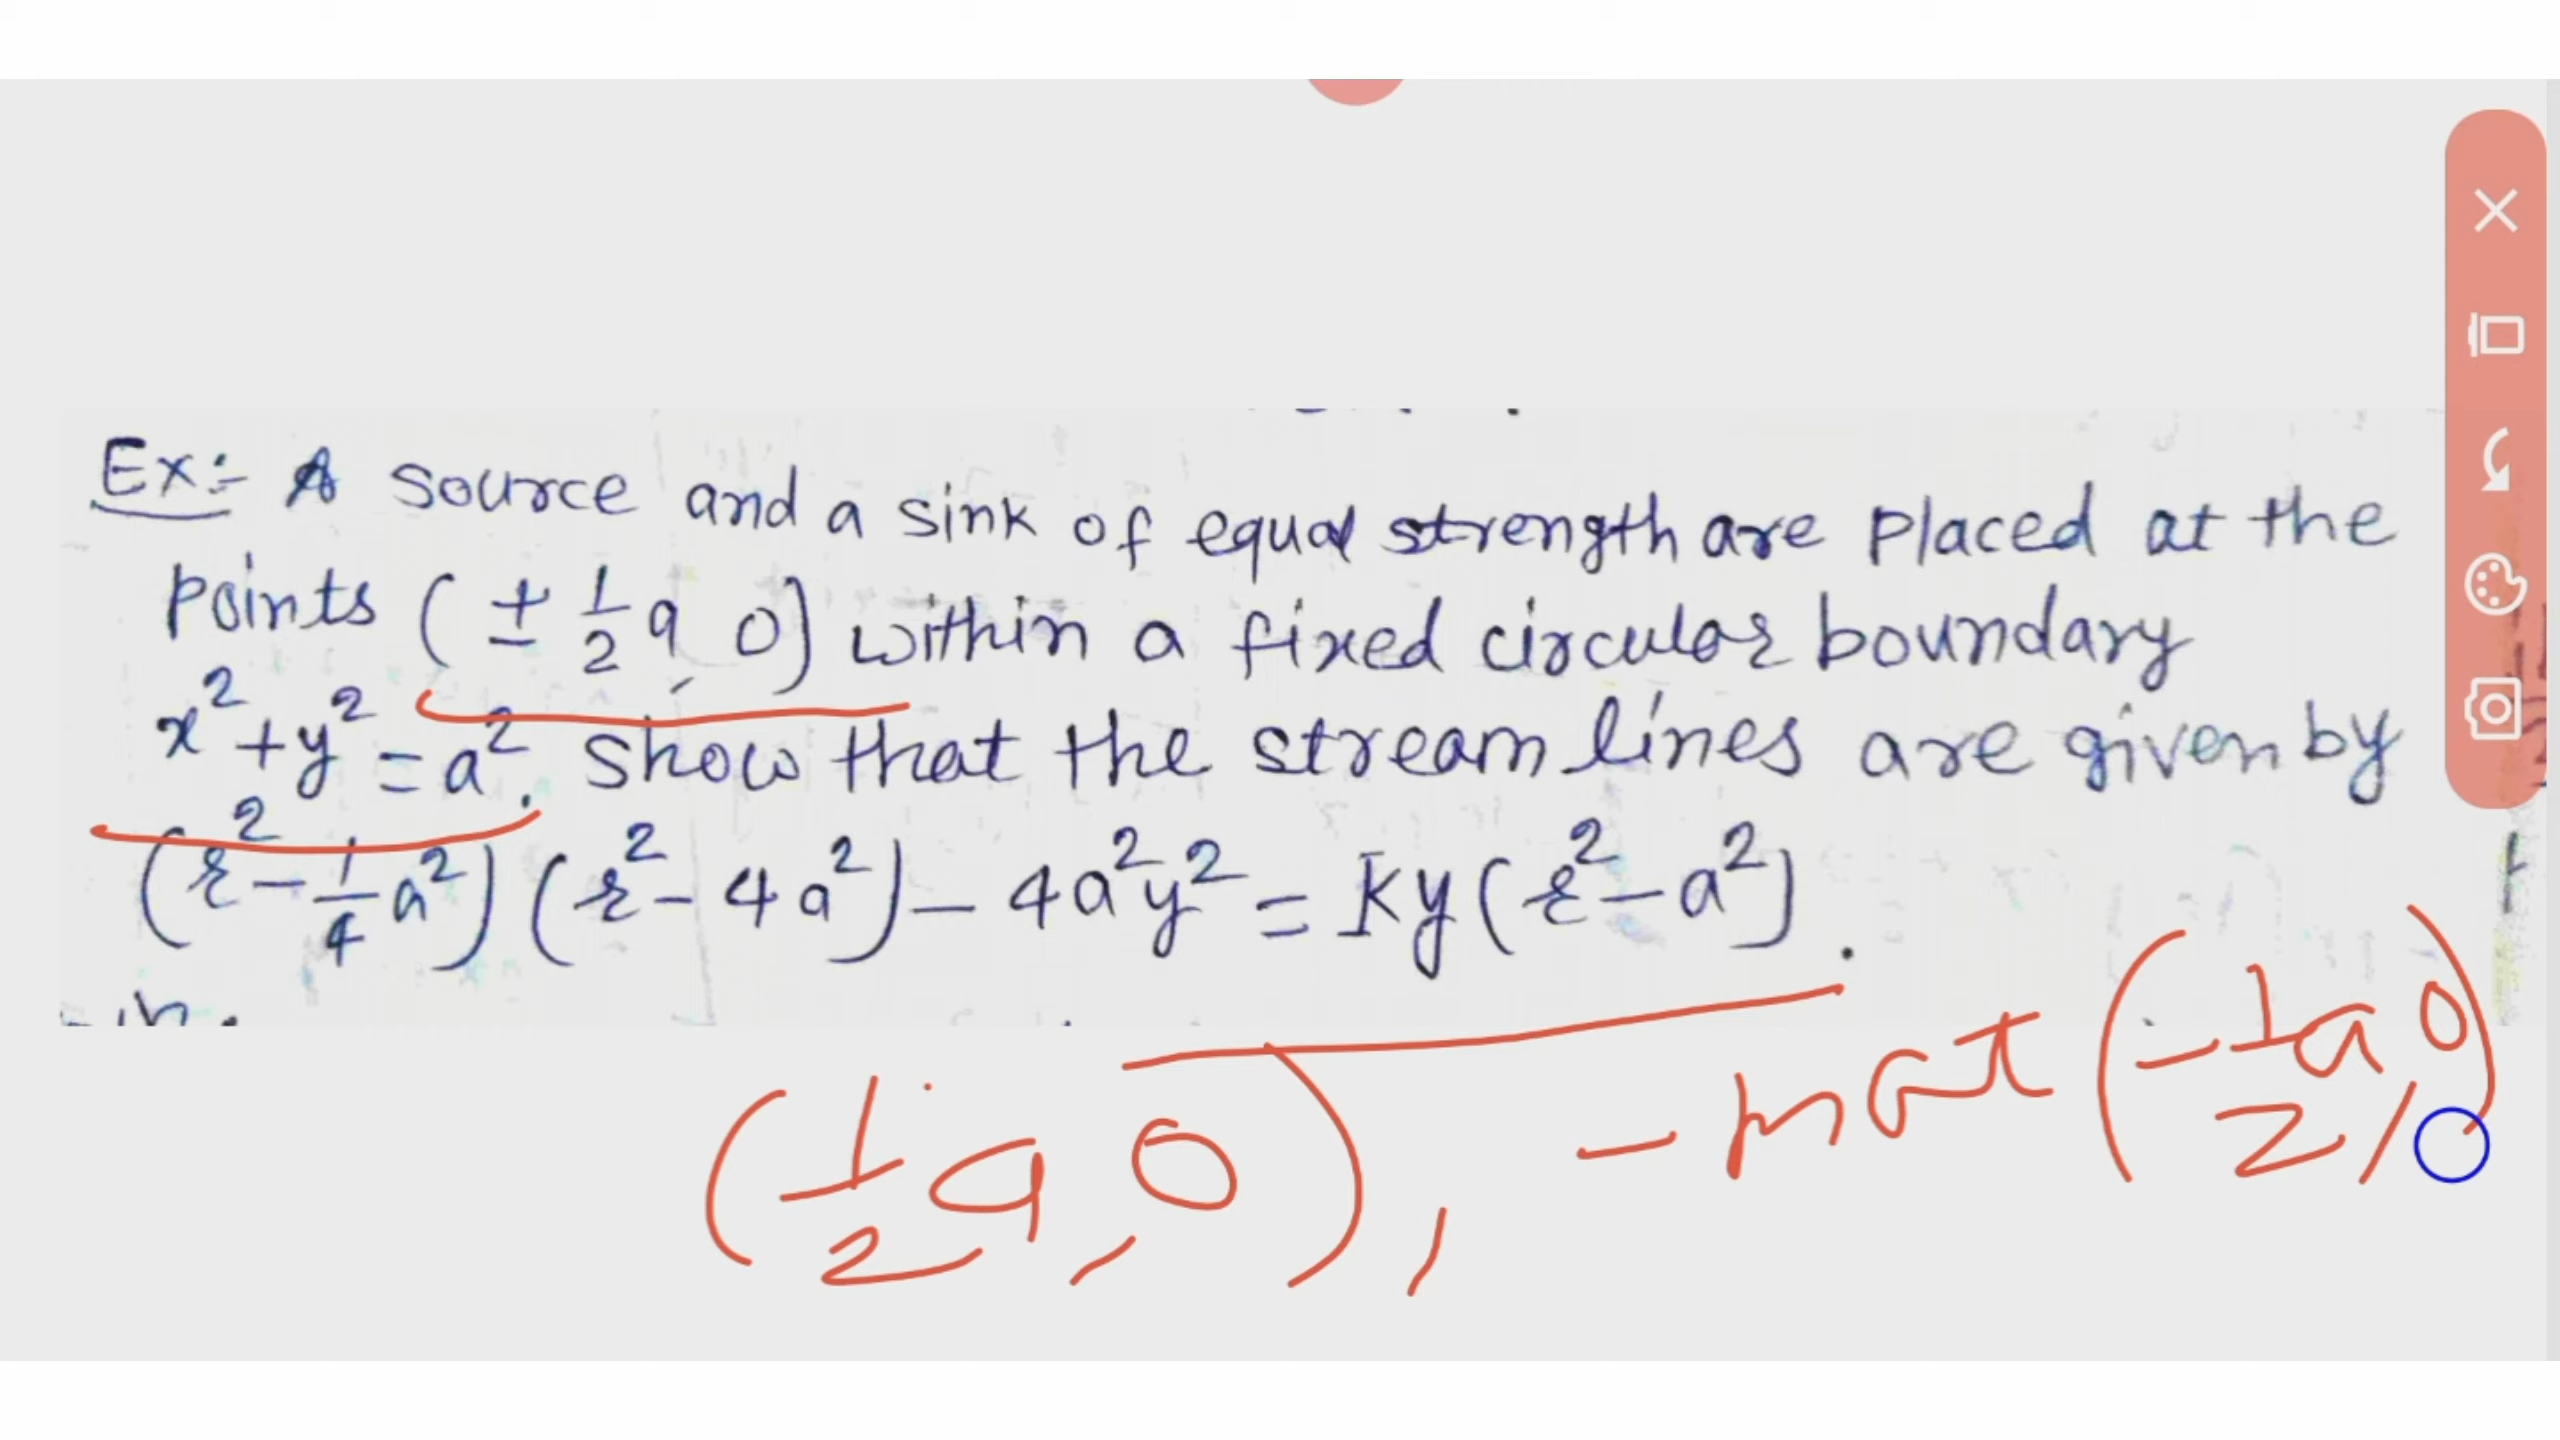 Ex:- A source and a sink of equal strength are placed at the
points (± 1/2 a, 0) within a fixed circular boundary
x²+y²=a². Show that the stream lines are given by
(r² - 1/4 a²) (r² - 4a²) - 4a²y² = ky(r² - a²).
(1/2 a, 0), -m at (-1/2 a, 0)